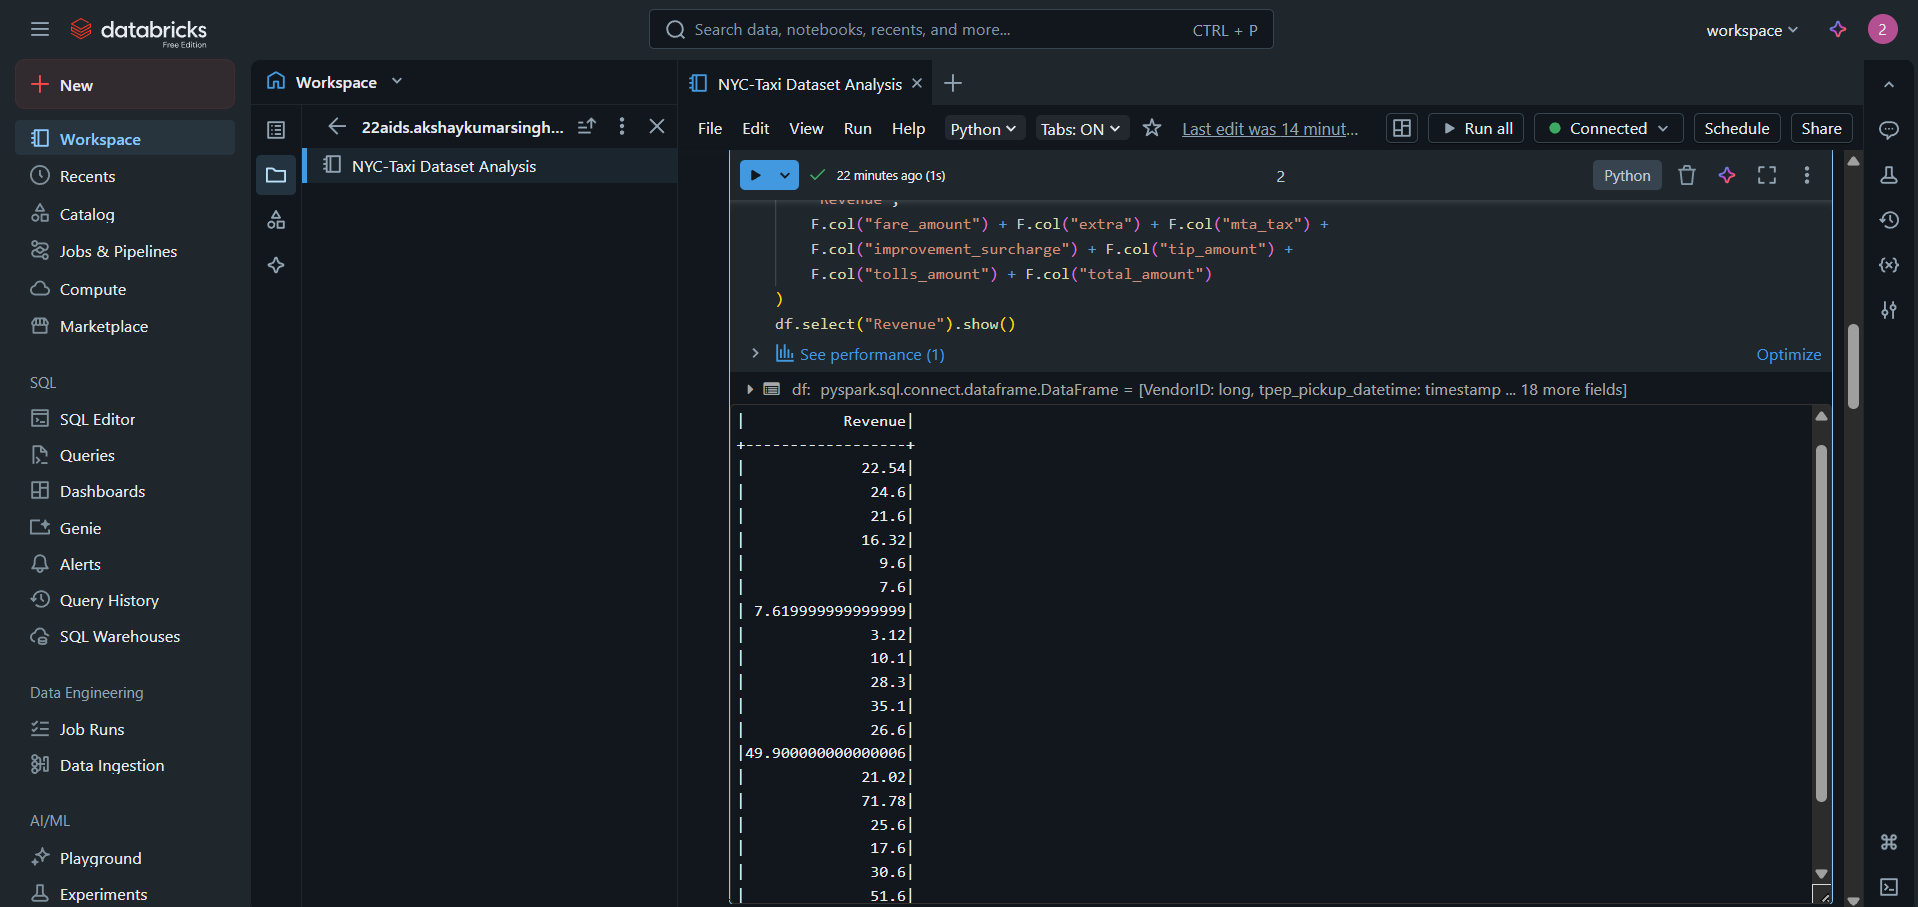 databricks
Free Edition
Search data, notebooks, recents, and more...
CTRL + P
workspace
2
New
Workspace
Recents
Catalog
Jobs & Pipelines
Compute
Marketplace
SQL
SQL Editor
Queries
Dashboards
Genie
Alerts
Query History
SQL Warehouses
Data Engineering
Job Runs
Data Ingestion
AI/ML
Playground
Experiments
Workspace
22aids.akshaykumarsingh...
NYC-Taxi Dataset Analysis
NYC-Taxi Dataset Analysis
File Edit View Run Help Python Tabs: ON Last edit was 14 minut... Run all Connected Schedule Share
22 minutes ago (1s)
2
Python
"Revenue",
F.col("fare_amount") + F.col("extra") + F.col("mta_tax") +
F.col("improvement_surcharge") + F.col("tip_amount") +
F.col("tolls_amount") + F.col("total_amount")
)
df.select("Revenue").show()
See performance (1)
Optimize
df: pyspark.sql.connect.dataframe.DataFrame = [VendorID: long, tpep_pickup_datetime: timestamp ... 18 more fields]
| Revenue|
+------------------+
| 22.54|
| 24.6|
| 21.6|
| 16.32|
| 9.6|
| 7.6|
| 7.619999999999999|
| 3.12|
| 10.1|
| 28.3|
| 35.1|
| 26.6|
|49.900000000000006|
| 21.02|
| 71.78|
| 25.6|
| 17.6|
| 30.6|
| 51.6|